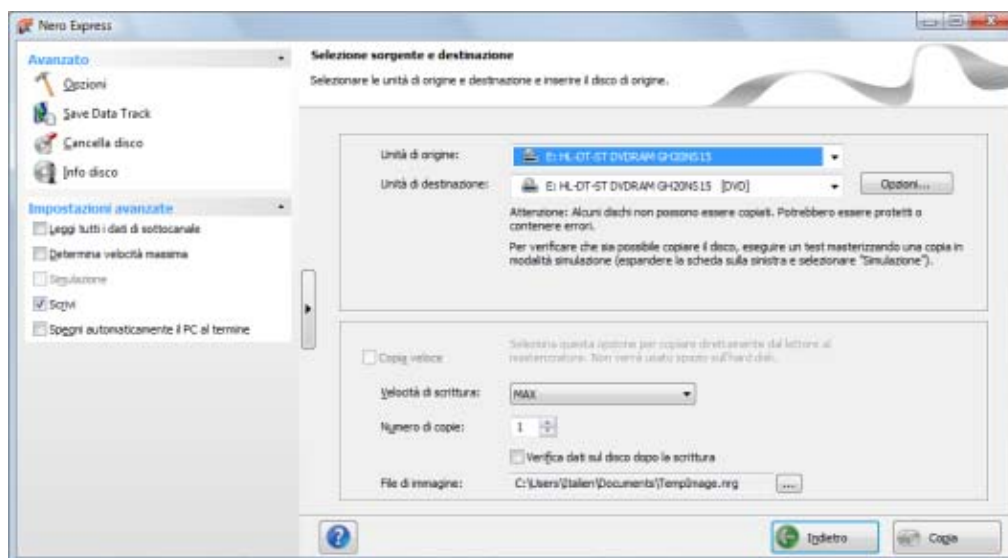 Nero Express
Avanzato
Opzioni
Save Data Track
Cancella disco
Info disco
Impostazioni avanzate
Leggi tutti i dati di sottocanale
Determina velocità massima
Simulazione
Scrivi
Spegni automaticamente il PC al termine
Selezione sorgente e destinazione
Selezionare le unità di origine e destinazione e inserire il disco di origine.
Unità di origine:
E: HL-DT-ST DVDRAM GH20NS15
Unità di destinazione:
E: HL-DT-ST DVDRAM GH20NS15 [DVD]
Opzioni...
Attenzione: Alcuni dischi non possono essere copiati. Potrebbero essere protetti o
contenere errori.
Per verificare che sia possibile copiare il disco, eseguire un test masterizzando una copia in
modalità simulazione (espandere la scheda sulla sinistra e selezionare "Simulazione").
Copia veloce
Seleziona questa opzione per copiare direttamente dal lettore al
masterizzatore. Non verrà usato spazio sull'hard disk.
Velocità di scrittura:
MAX
Numero di copie:
1
Verifica dati sul disco dopo la scrittura
File di immagine:
C:\Users\Italien\Documents\TempImage.nrg
...
Indietro
Copia